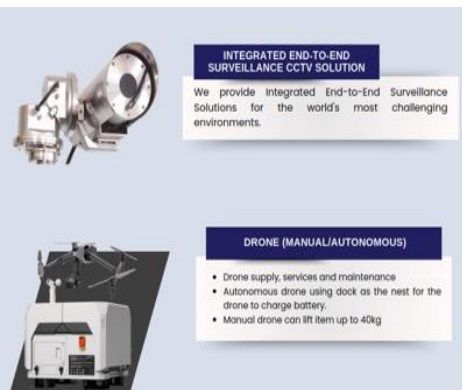 INTEGRATED END-TO-END
SURVEILLANCE CCTV SOLUTION
We provide Integrated End-to-End Surveillance
Solutions for the world's most challenging
environments.
DRONE (MANUAL/AUTONOMOUS)
• Drone supply, services and maintenance
• Autonomous drone using dock as the nest for the
drone to charge battery.
• Manual drone can lift item up to 40kg